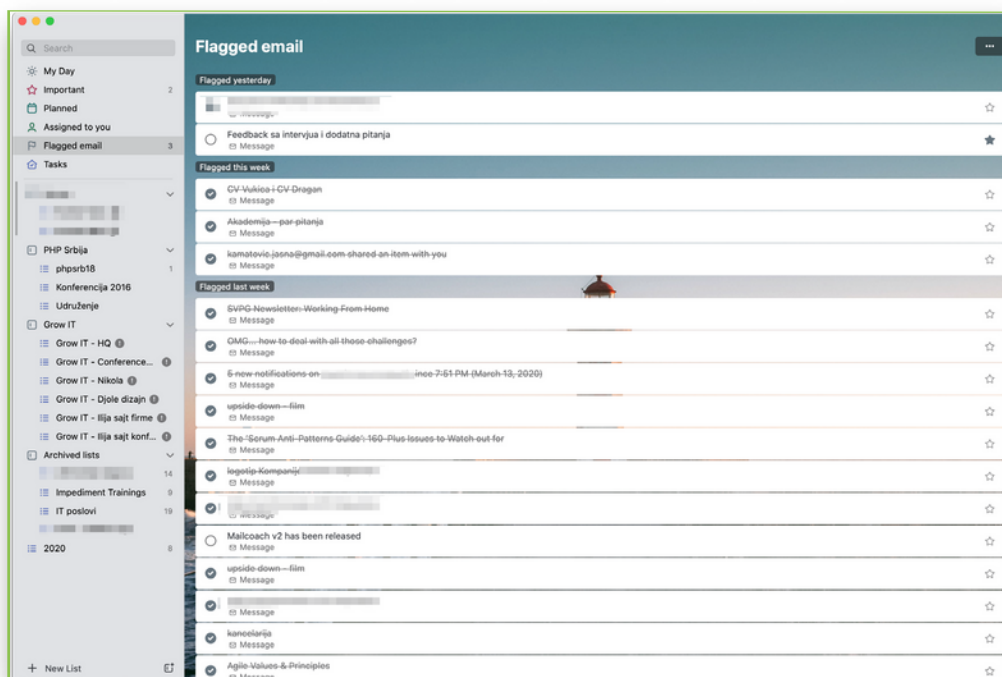 Search
My Day
Important 2
Planned
Assigned to you
Flagged email 3
Tasks
PHP Srbija
phpsrb18 1
Konferencija 2016
Udruženje
Grow IT
Grow IT - HQ
Grow IT - Conference...
Grow IT - Nikola
Grow IT - Djole dizajn
Grow IT - Ilija sajt firme
Grow IT - Ilija sajt konf...
Archived lists
14
Impediment Trainings 9
IT poslovi 19
2020 8
New List
Flagged email
Flagged yesterday
Message
Feedback sa intervjua i dodatna pitanja
Message
Flagged this week
CV Vukica i CV Dragan
Message
Akademija - par pitanja
Message
kamatovic.jasna@gmail.com shared an item with you
Message
Flagged last week
SVPG Newsletter: Working From Home
Message
OMG... how to deal with all those challenges?
Message
5 new notifications on ince 7:51 PM (March 13, 2020)
Message
upside down - film
Message
The 'Scrum Anti-Patterns Guide': 160-Plus Issues to Watch out for
Message
logotip Kompanije
Message
Message
Mailcoach v2 has been released
Message
upside down - film
Message
Message
kancelarija
Message
Agile Values & Principles
Message